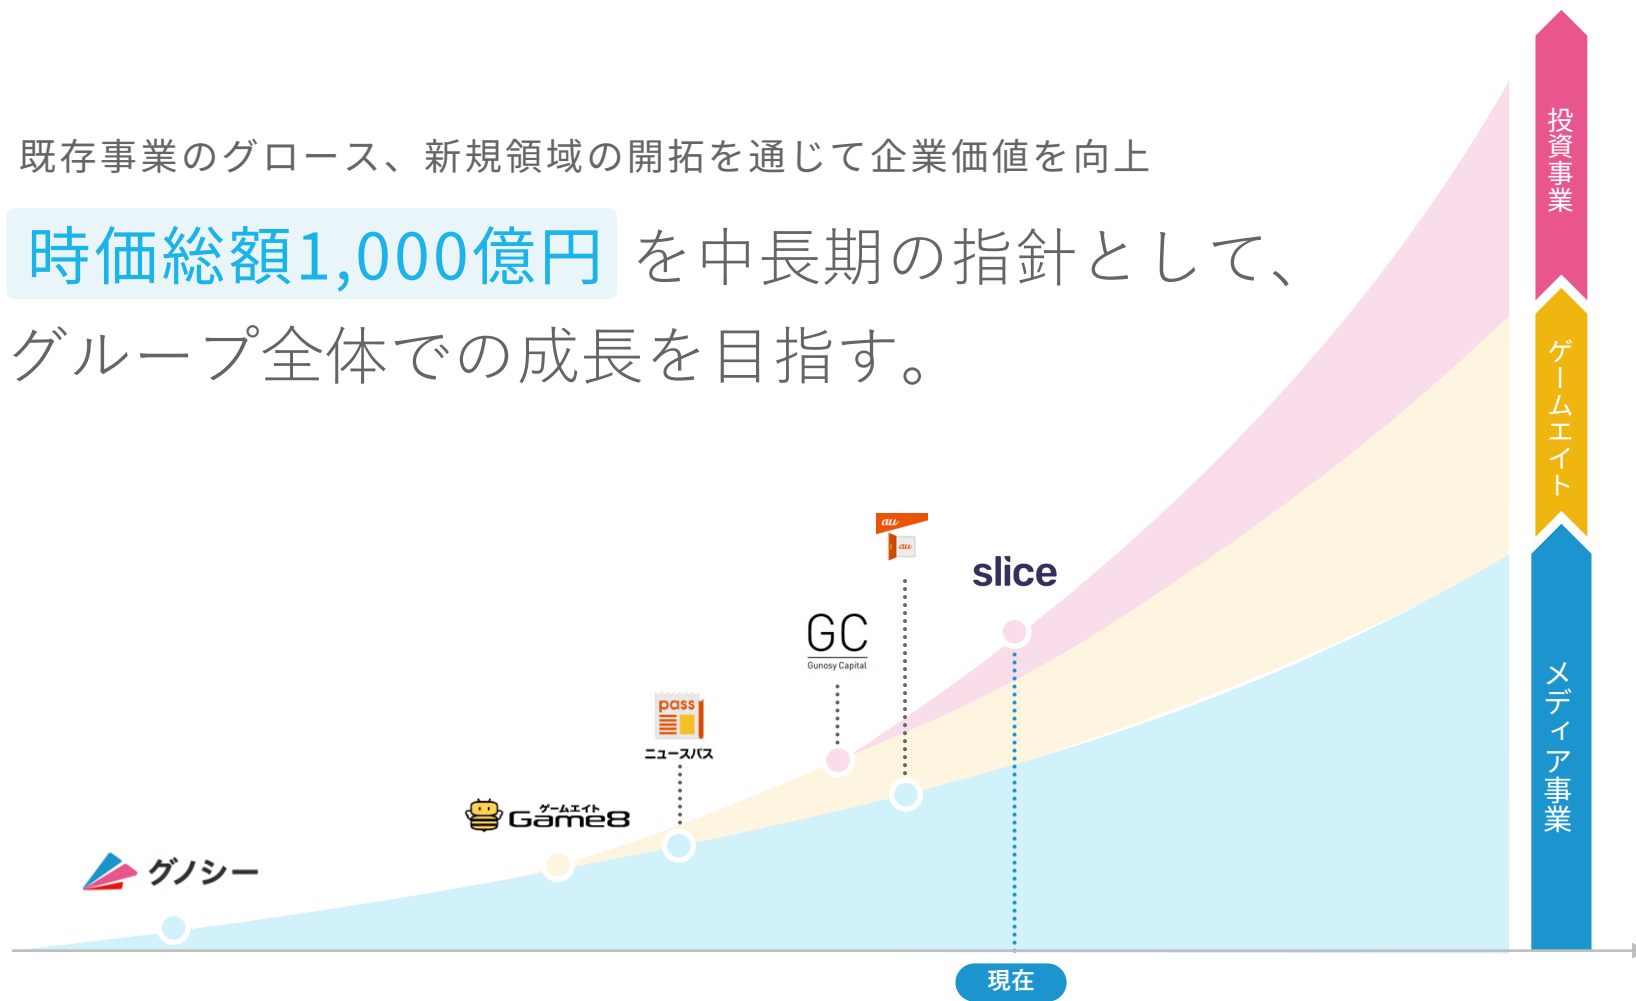 既存事業のグロース、新規領域の開拓を通じて企業価値を向上
時価総額1,000億円 を中長期の指針として、
グループ全体での成長を目指す。
投資事業
ゲームエイト
メディア事業
au
au
slice
GC
Gunosy Capital
pass
ニュースパス
ゲームエイト
Game8
グノシー
現在